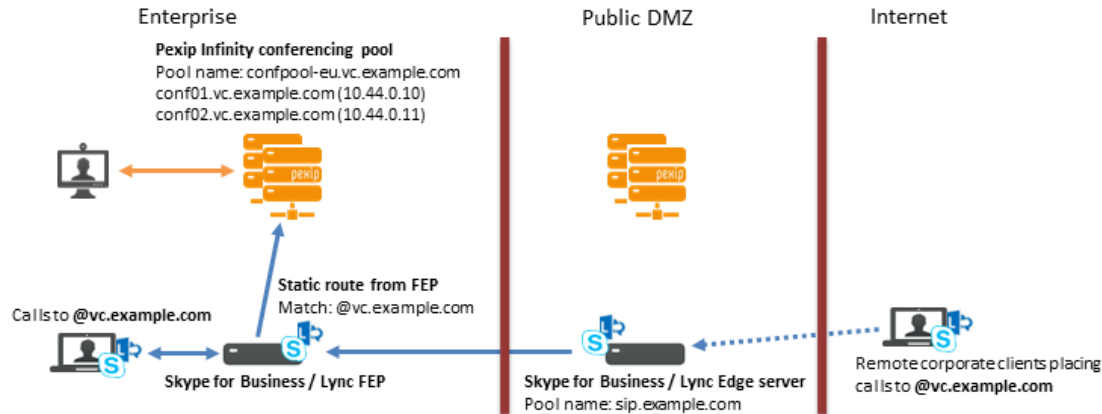 Enterprise
Public DMZ
Internet
Pexip Infinity conferencing pool
Pool name: confpool-eu.vc.example.com
conf01.vc.example.com (10.44.0.10)
conf02.vc.example.com (10.44.0.11)
pexip
pexip
Static route from FEP
Match: @vc.example.com
Calls to @vc.example.com
S
S
S
S
Skype for Business / Lync FEP
Skype for Business / Lync Edge server
Pool name: sip.example.com
Remote corporate clients placing
calls to @vc.example.com